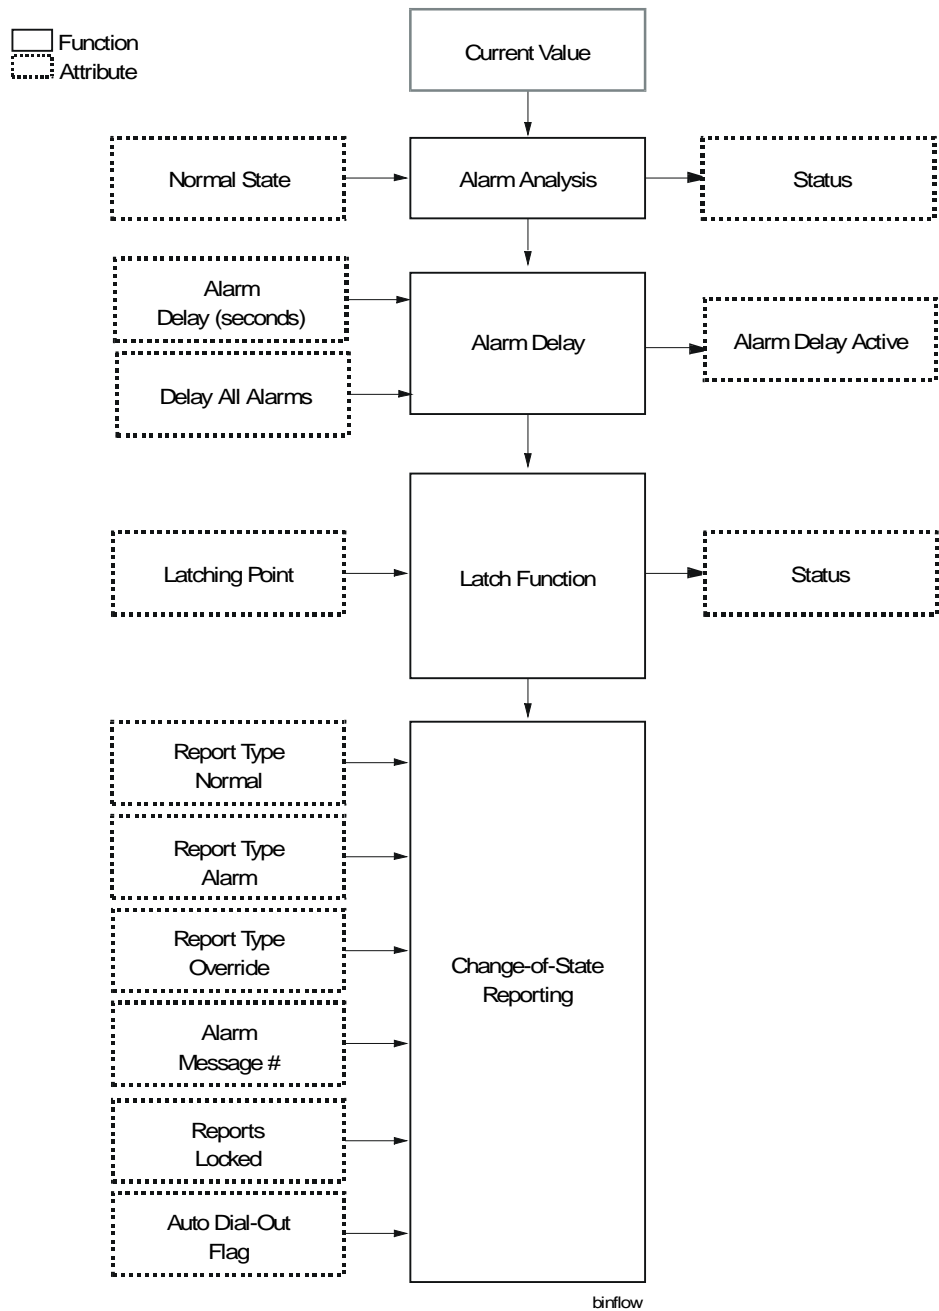 Function
Attribute
Current Value
Normal State
Alarm Analysis
Status
Alarm
Delay (seconds)
Delay All Alarms
Alarm Delay
Alarm Delay Active
Latching Point
Latch Function
Status
Report Type
Normal
Report Type
Alarm
Report Type
Override
Alarm
Message #
Reports
Locked
Auto Dial-Out
Flag
Change-of-State
Reporting
binflow